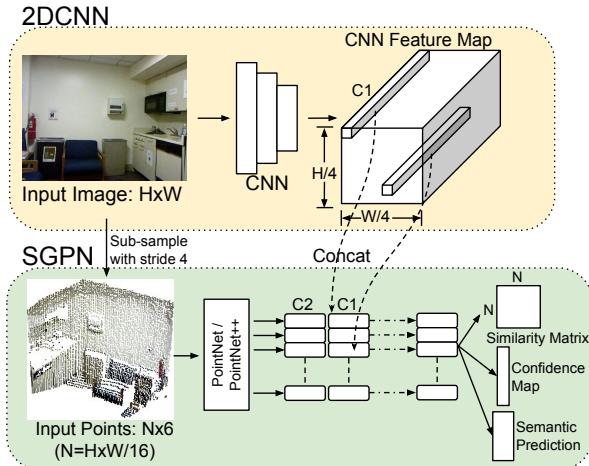 2DCNN
CNN Feature Map
C1
CNN
H/4
Input Image: HxW
W/4
Sub-sample
with stride 4
SGPN
Concat
C2
C1
N
N
PointNet /
PointNet++
Similarity Matrix
Confidence
Map
Input Points: Nx6
(N=HxW/16)
Semantic
Prediction